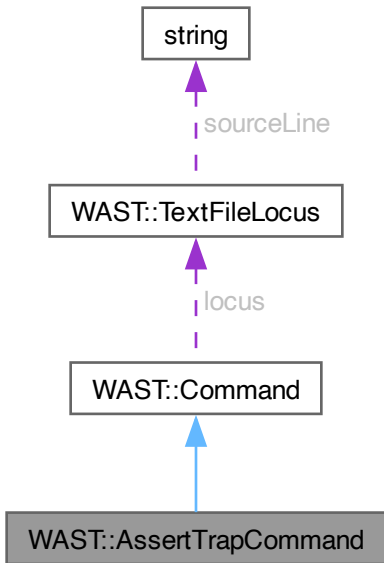 string
sourceLine
WAST::TextFileLocus
locus
WAST::Command
WAST::AssertTrapCommand